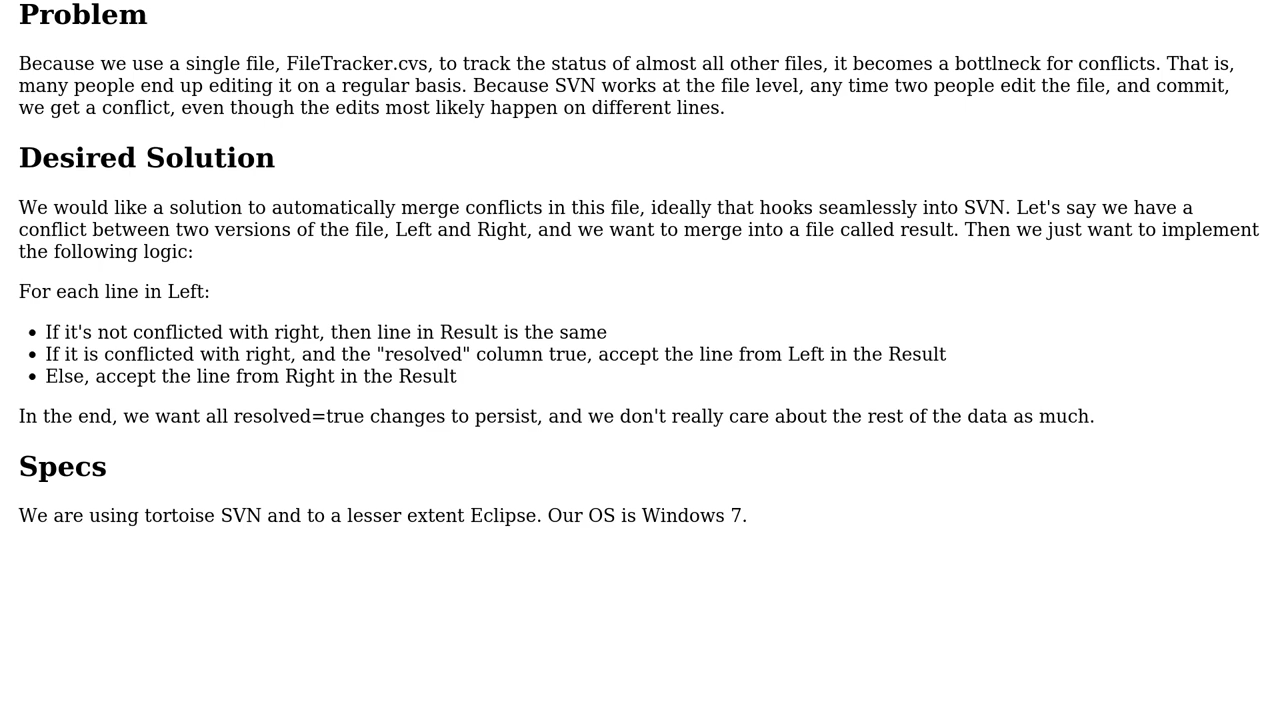 Problem
Because we use a single file, FileTracker.cvs, to track the status of almost all other files, it becomes a bottlneck for conflicts. That is,
many people end up editing it on a regular basis. Because SVN works at the file level, any time two people edit the file, and commit,
we get a conflict, even though the edits most likely happen on different lines.
Desired Solution
We would like a solution to automatically merge conflicts in this file, ideally that hooks seamlessly into SVN. Let's say we have a
conflict between two versions of the file, Left and Right, and we want to merge into a file called result. Then we just want to implement
the following logic:
For each line in Left:
• If it's not conflicted with right, then line in Result is the same
• If it is conflicted with right, and the "resolved" column true, accept the line from Left in the Result
• Else, accept the line from Right in the Result
In the end, we want all resolved=true changes to persist, and we don't really care about the rest of the data as much.
Specs
We are using tortoise SVN and to a lesser extent Eclipse. Our OS is Windows 7.